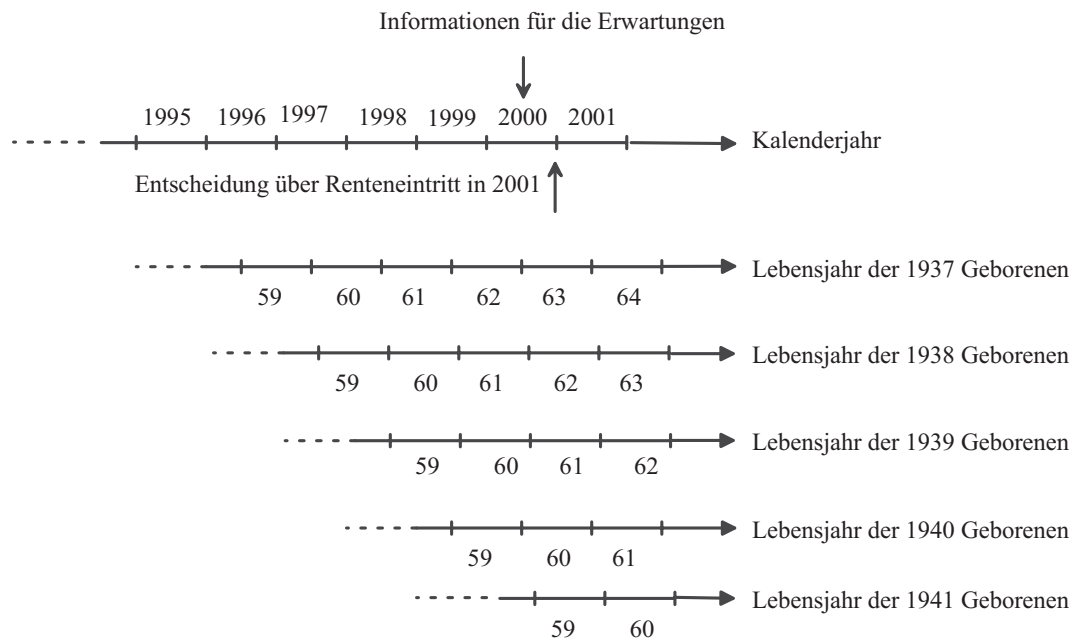 Informationen für die Erwartungen
1995 1996 1997 1998 1999 2000 2001
Kalenderjahr
Entscheidung über Renteneintritt in 2001
Lebensjahr der 1937 Geborenen
59 60 61 62 63 64
Lebensjahr der 1938 Geborenen
59 60 61 62 63
Lebensjahr der 1939 Geborenen
59 60 61 62
Lebensjahr der 1940 Geborenen
59 60 61
Lebensjahr der 1941 Geborenen
59 60